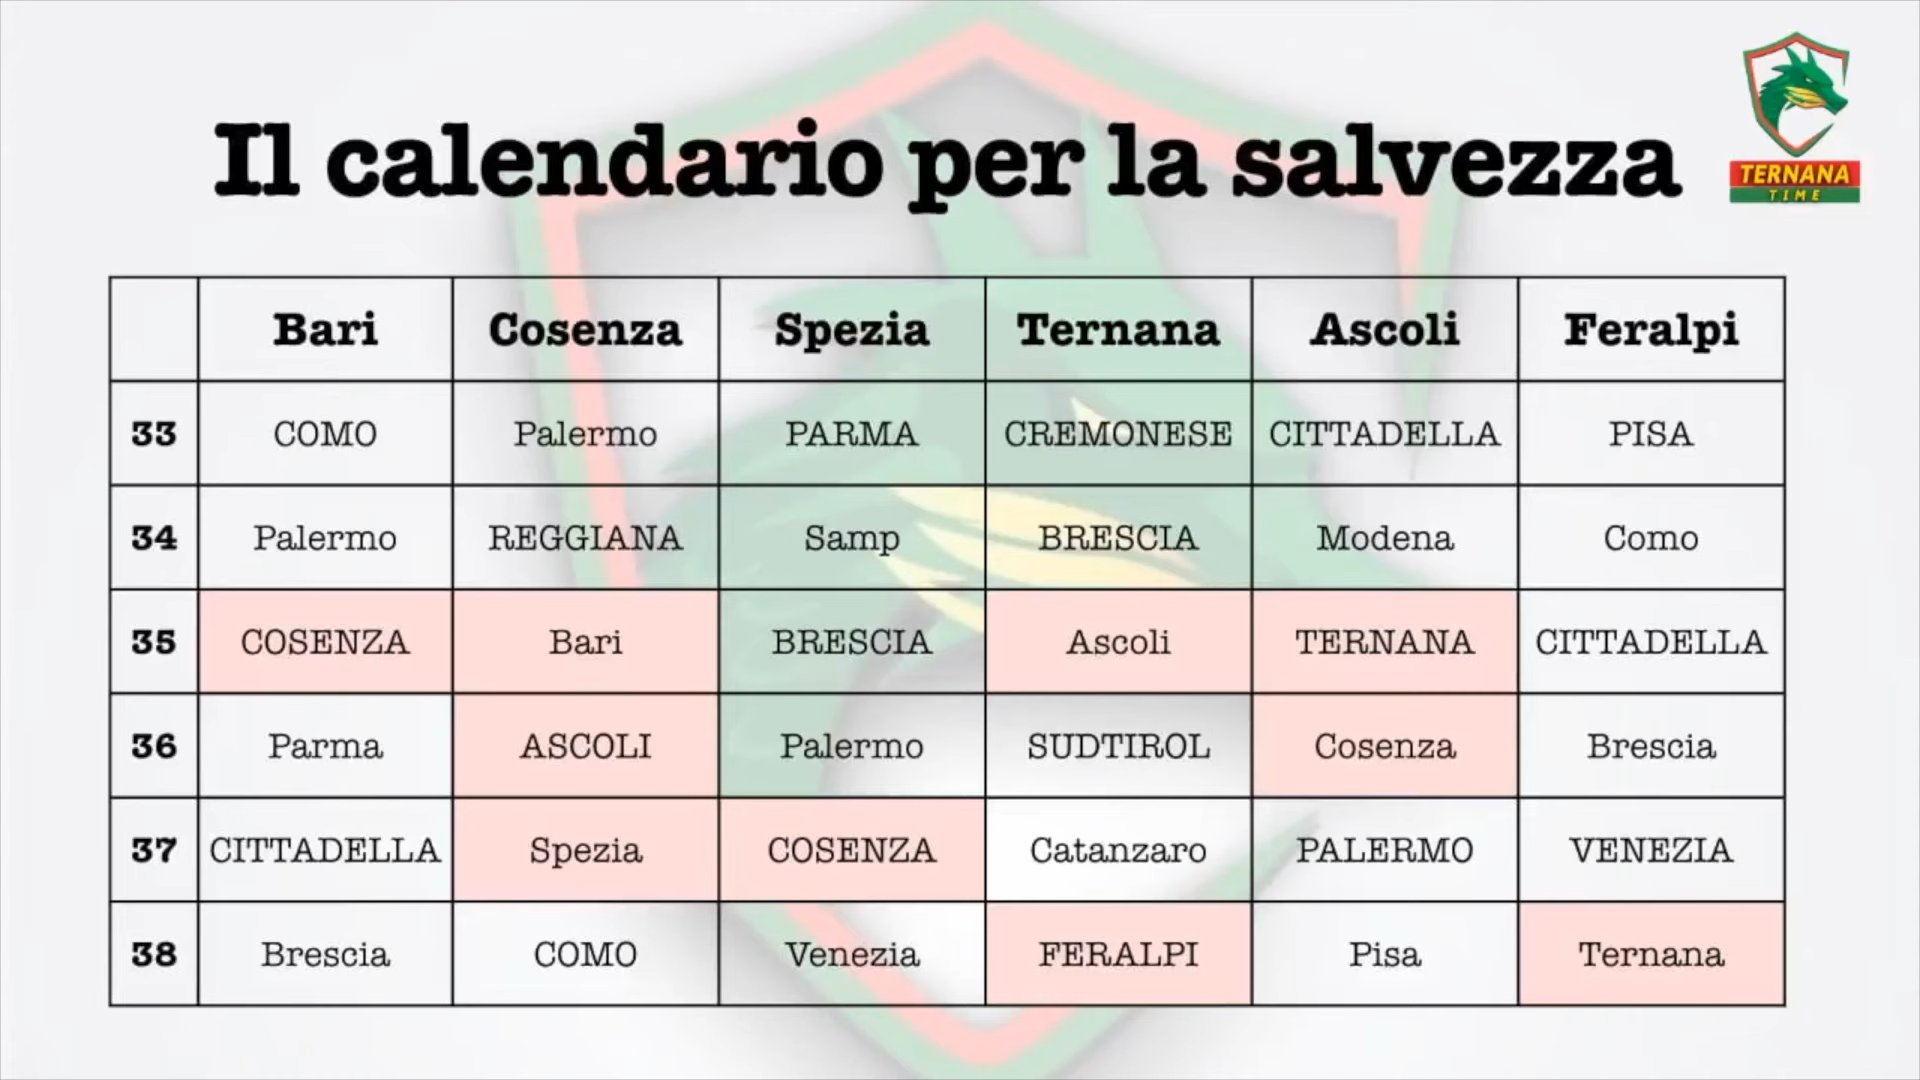 Il calendario per la salvezza
TERNANA
TIME
Bari Cosenza Spezia Ternana Ascoli Feralpi
33 COMO Palermo PARMA CREMONESE CITTADELLA PISA
34 Palermo REGGIANA Samp BRESCIA Modena Como
35 COSENZA Bari BRESCIA Ascoli TERNANA CITTADELLA
36 Parma ASCOLI Palermo SUDTIROL Cosenza Brescia
37 CITTADELLA Spezia COSENZA Catanzaro PALERMO VENEZIA
38 Brescia COMO Venezia FERALPI Pisa Ternana